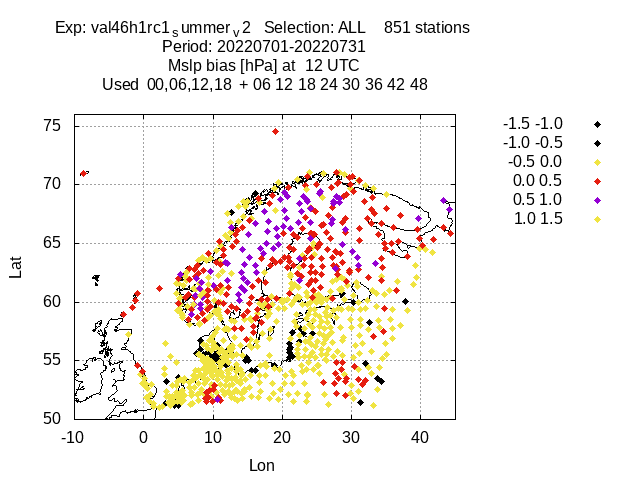 Exp: val46h1rc1summerv2 Selection: ALL 851 stations
Period: 20220701-20220731
Mslp bias [hPa] at 12 UTC
Used 00,06,12,18 + 06 12 18 24 30 36 42 48
-1.5 -1.0
-1.0 -0.5
-0.5 0.0
0.0 0.5
0.5 1.0
1.0 1.5
75
70
65
60
55
50
Lat
-10 0 10 20 30 40
Lon